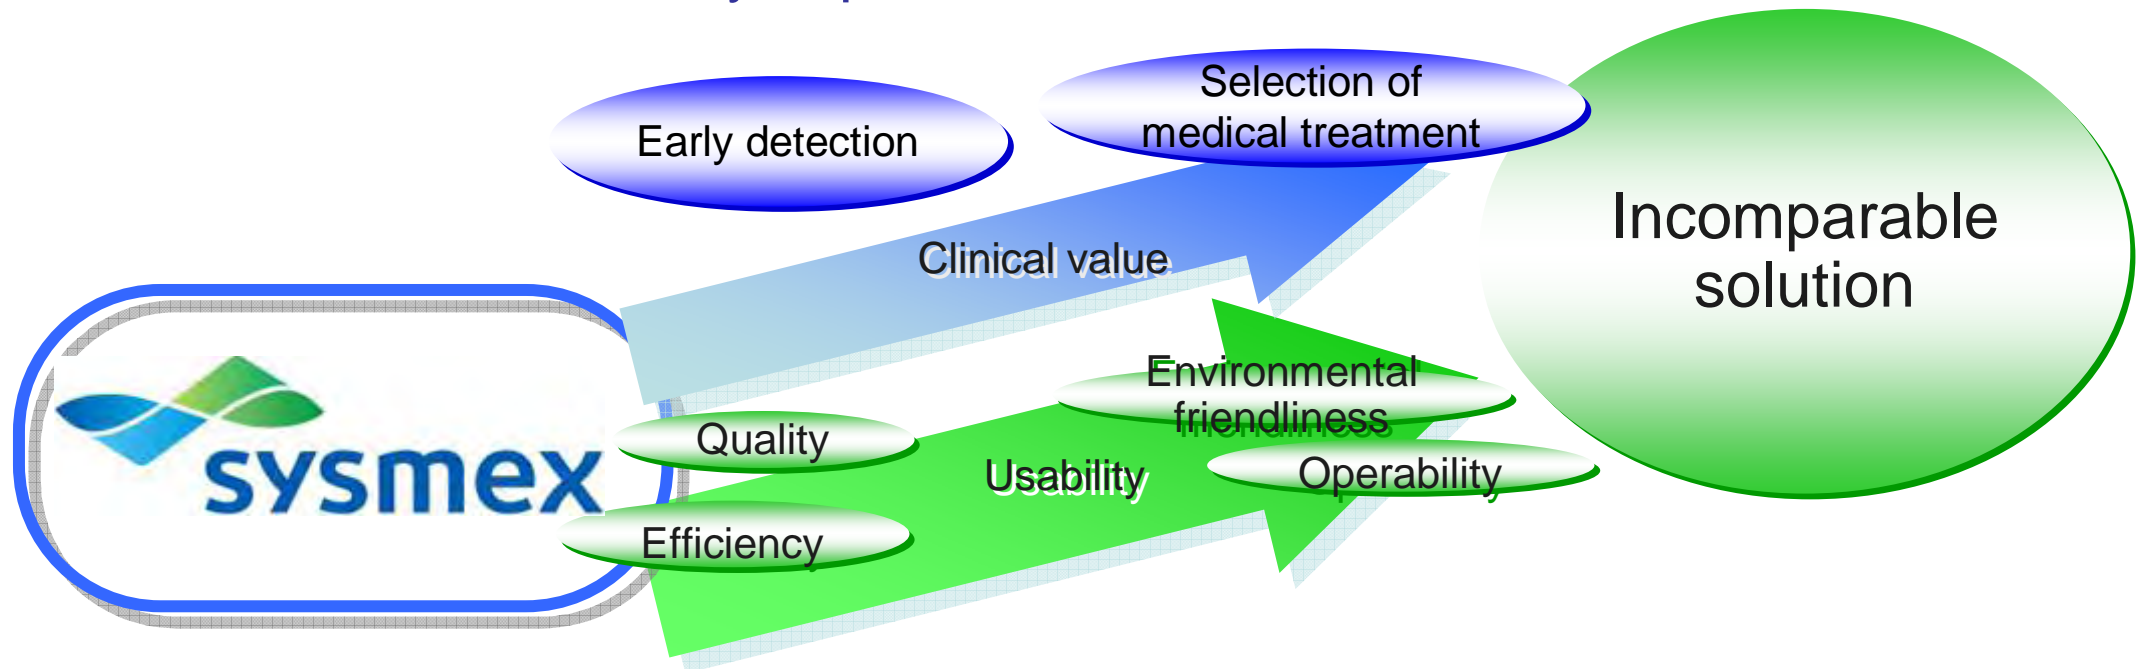 Early detection
Selection of
medical treatment
Incomparable
solution
Clinical value
Environmental
friendliness
sysmex
Quality
Usability
Operability
Efficiency